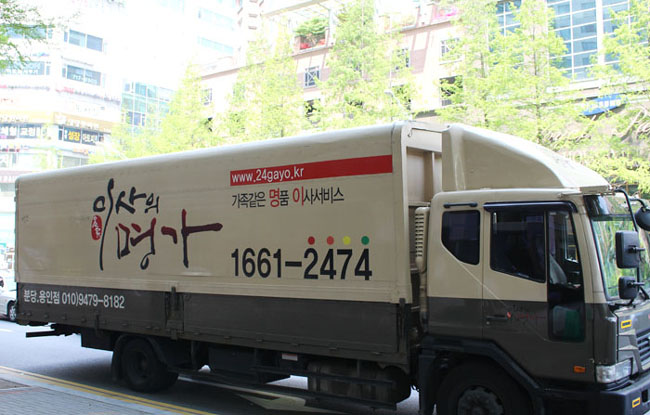 www.24gayo.kr
가족같은 명품 이사서비스
이사의
명가
1661-2474
분당,용인점 010)9479-8182